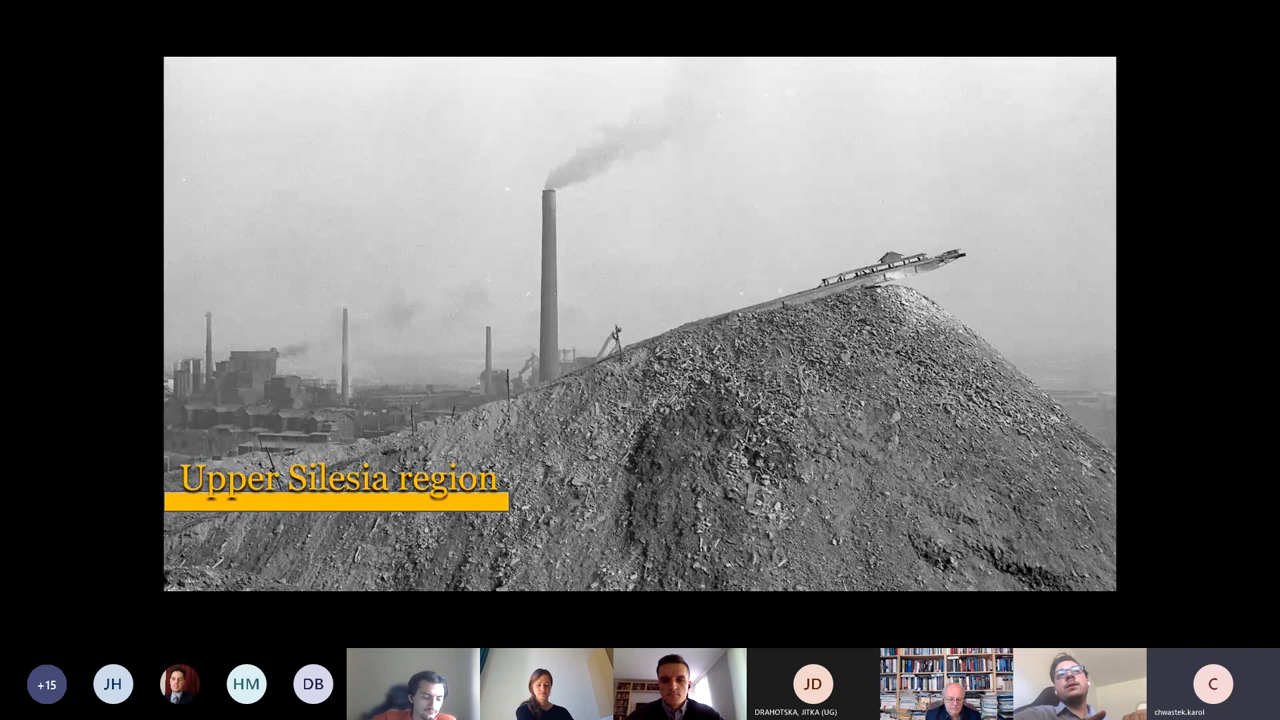 Upper Silesia region
+15
JH
HM
DB
JD
DRAHOTSKA, JITKA (UG)
C
chwastek.karol